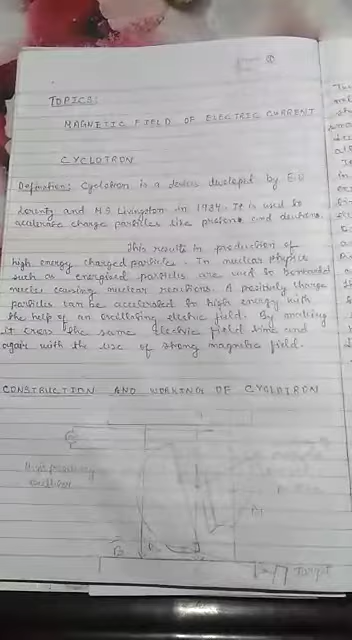 TOPICS:
MAGNETIC FIELD OF ELECTRIC CURRENT
CYCLOTRON
Definition: Cyclotron is a device developed by E.W
and M.S Livingston in 1934. It is used to
accelerate charge particles like protons and
This results in production of
high energy charged particles. In nuclear physics
such as energised particles are used to bombard
nuclei causing nuclear reactions. A positively charge
particles can be accelerated to high energy with
the help of an oscillating electric field. By making
it cross the same electric field time and
again with the use of strong magnetic field.
CONSTRUCTION AND WORKING OF CYCLOTRON
High frequency
oscillator
Target